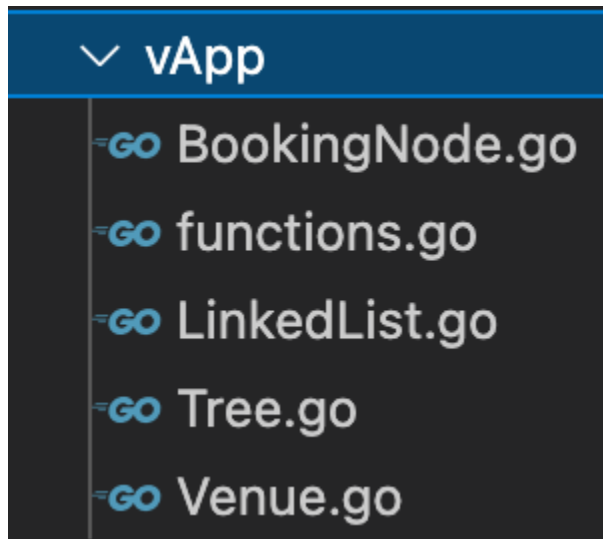 vApp
GO BookingNode.go
GO functions.go
GO LinkedList.go
GO Tree.go
GO Venue.go